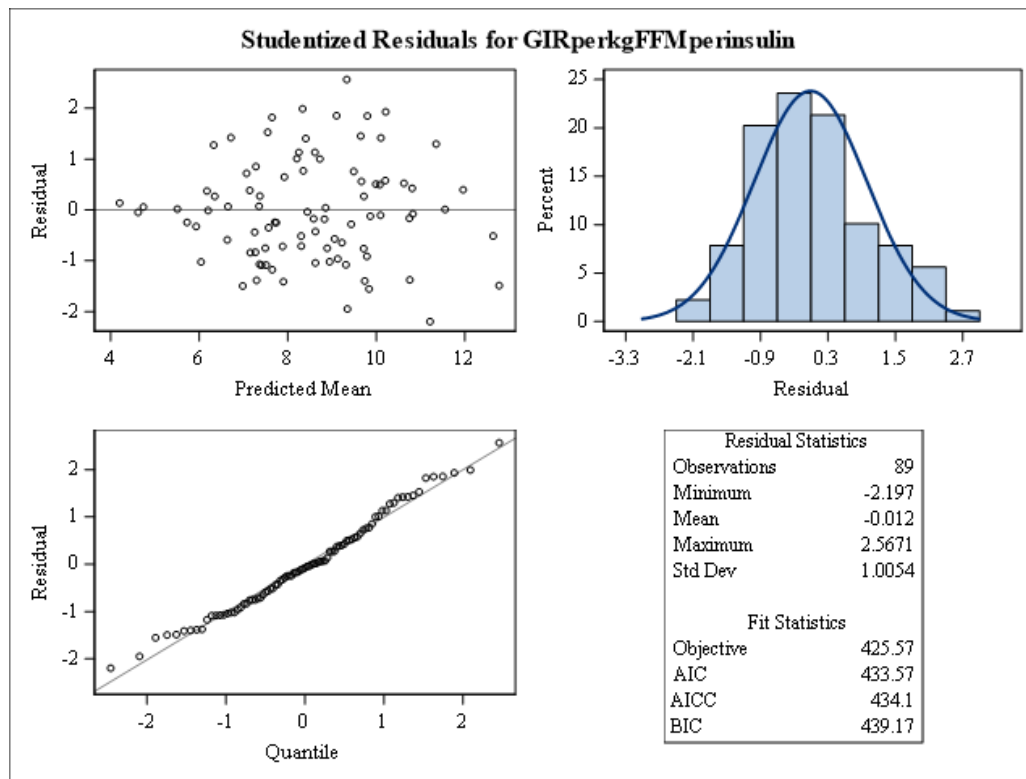 Studentized Residuals for GIRperkgFFMperinsulin
Residual
2
1
0
-1
-2
4 6 8 10 12
Predicted Mean
Percent
25
20
15
10
5
0
-3.3 -2.1 -0.9 0.3 1.5 2.7
Residual
Residual
2
1
0
-1
-2
-2 -1 0 1 2
Quantile
Residual Statistics
Observations 89
Minimum -2.197
Mean -0.012
Maximum 2.5671
Std Dev 1.0054
Fit Statistics
Objective 425.57
AIC 433.57
AICC 434.1
BIC 439.17